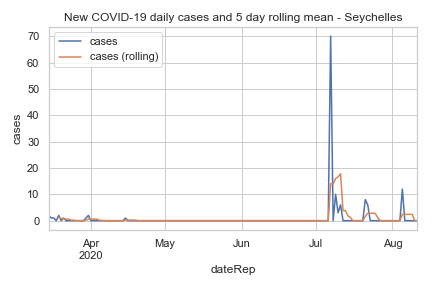 New COVID-19 daily cases and 5 day rolling mean - Seychelles
cases
cases (rolling)
70
60
50
40
30
20
10
0
cases
Apr
2020
May
Jun
Jul
Aug
dateRep